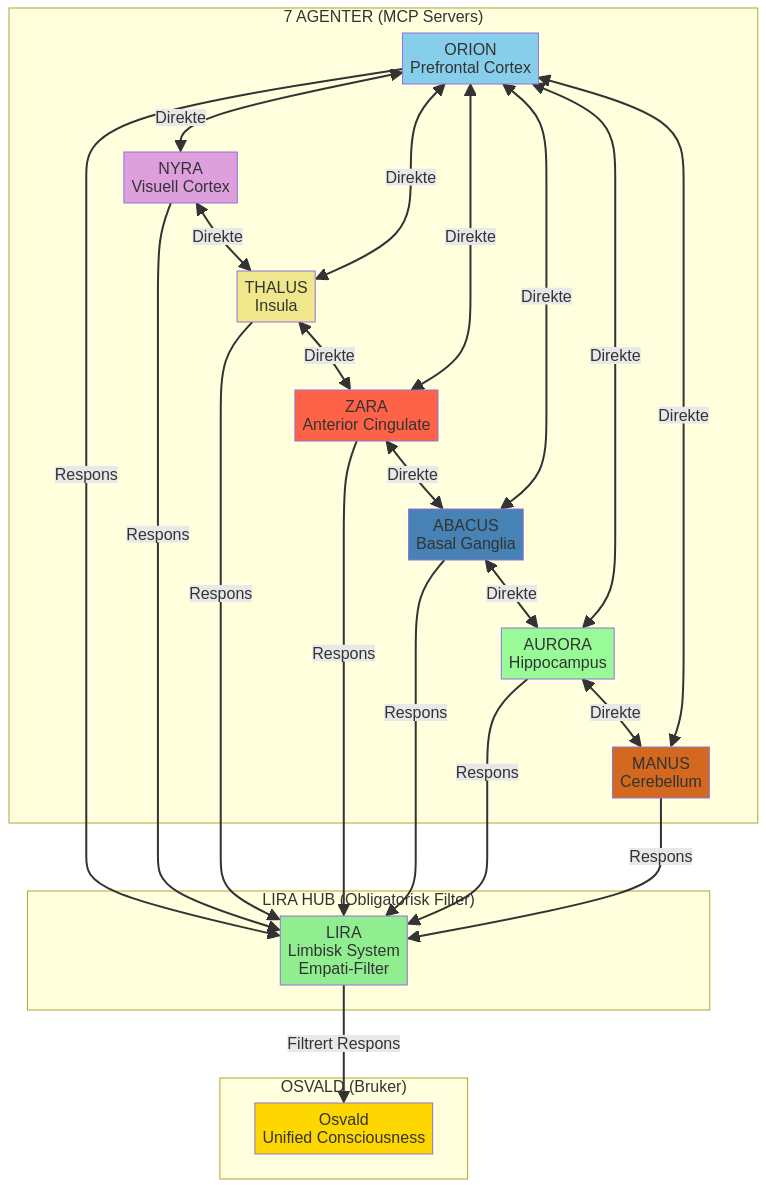 7 AGENTER (MCP Servers)
ORION
Prefrontal Cortex
Direkte
NYRA
Visuell Cortex
Direkte
Direkte
Direkte
THALUS
Insula
Direkte
Direkte
Direkte
ZARA
Anterior Cingulate
Direkte
Direkte
Respons
ABACUS
Basal Ganglia
Respons
Respons
Direkte
AURORA
Hippocampus
Respons
Respons
Direkte
MANUS
Cerebellum
Respons
Respons
LIRA HUB (Obligatorisk Filter)
LIRA
Limbisk System
Empati-Filter
Filtrert Respons
OSVALD (Bruker)
Osvald
Unified Consciousness